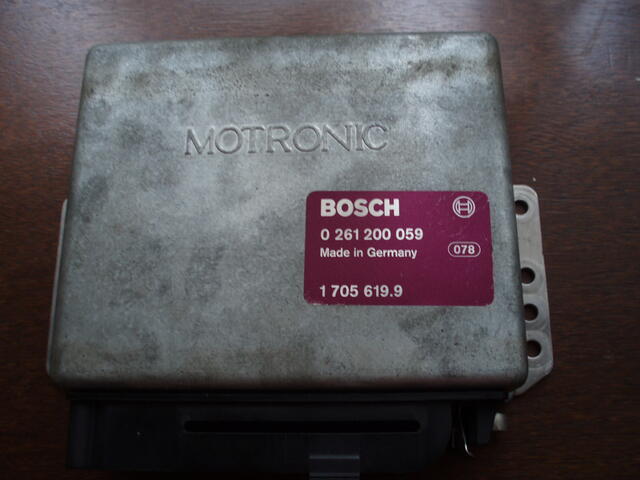 MOTRONIC
BOSCH
0 261 200 059
Made in Germany 078
1 705 619.9